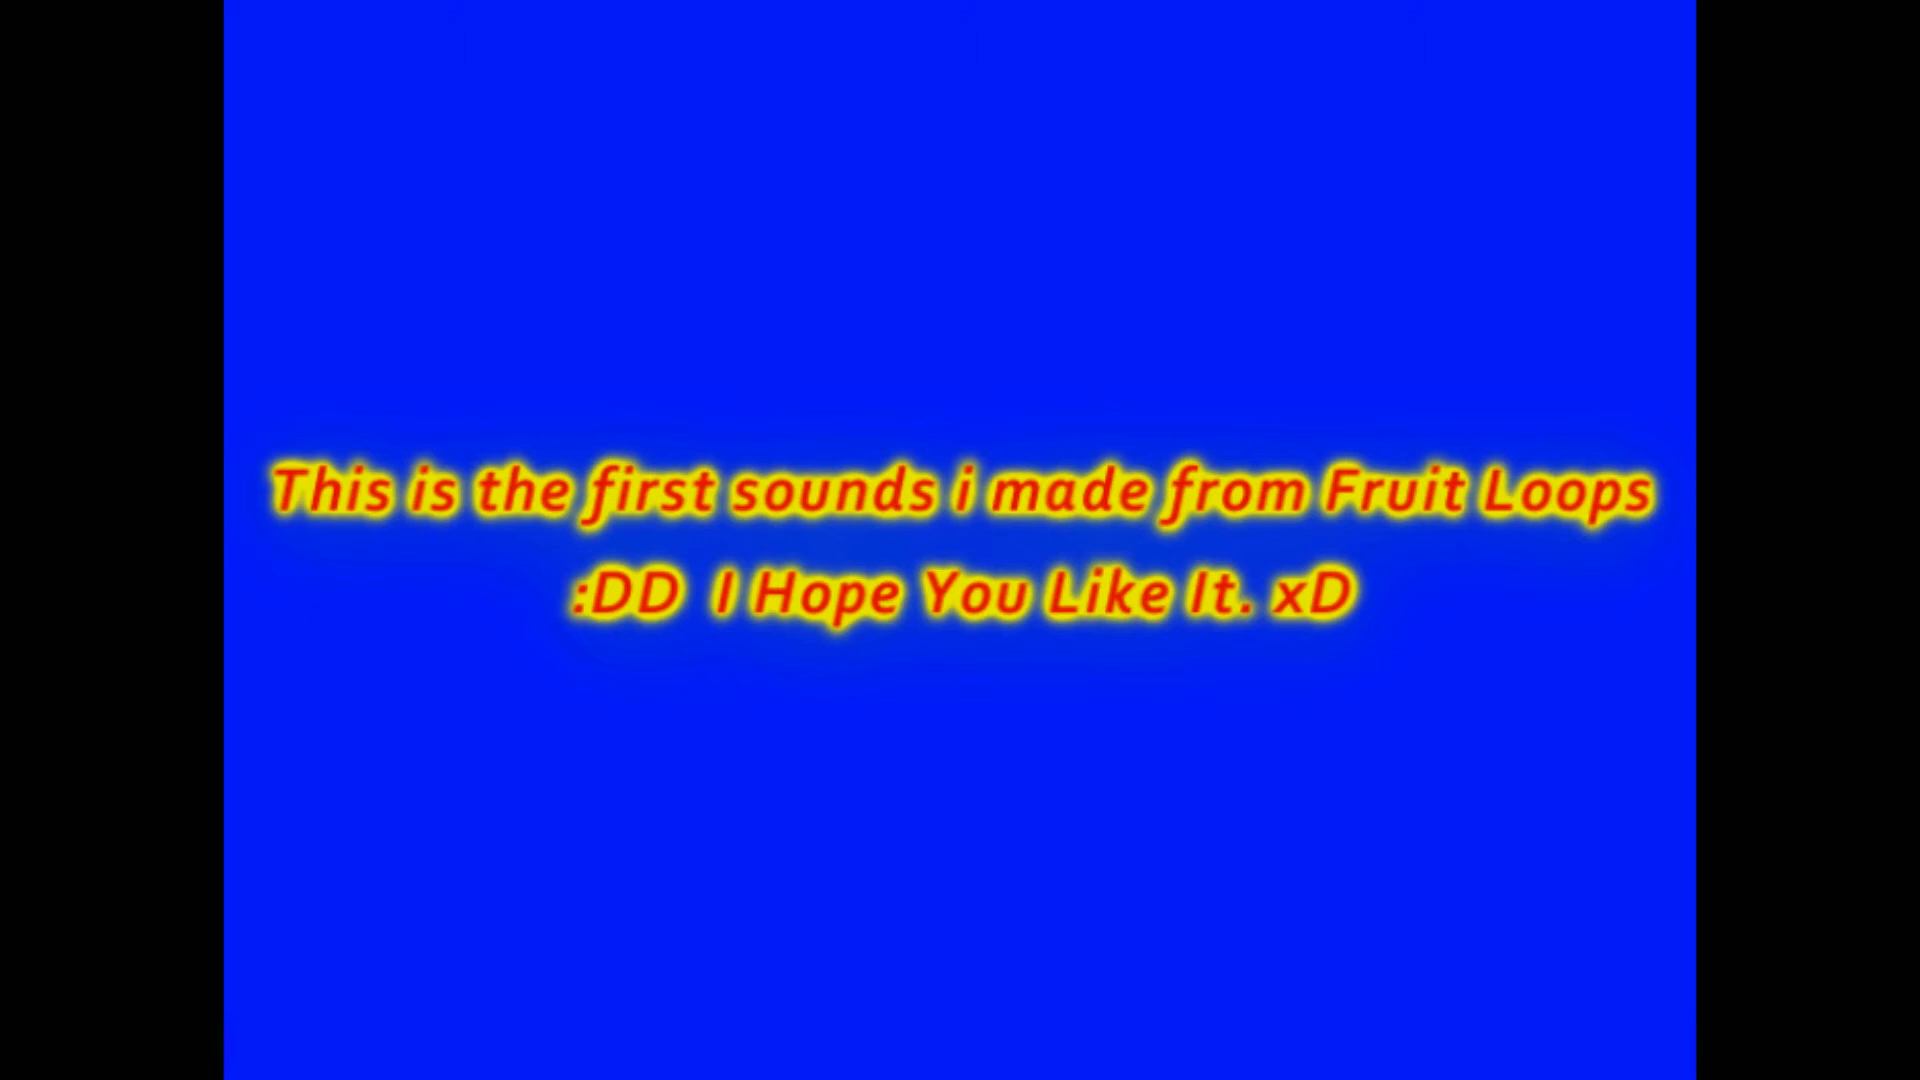 This is the first sounds i made from Fruit Loops
:DD  I Hope You Like It. xD